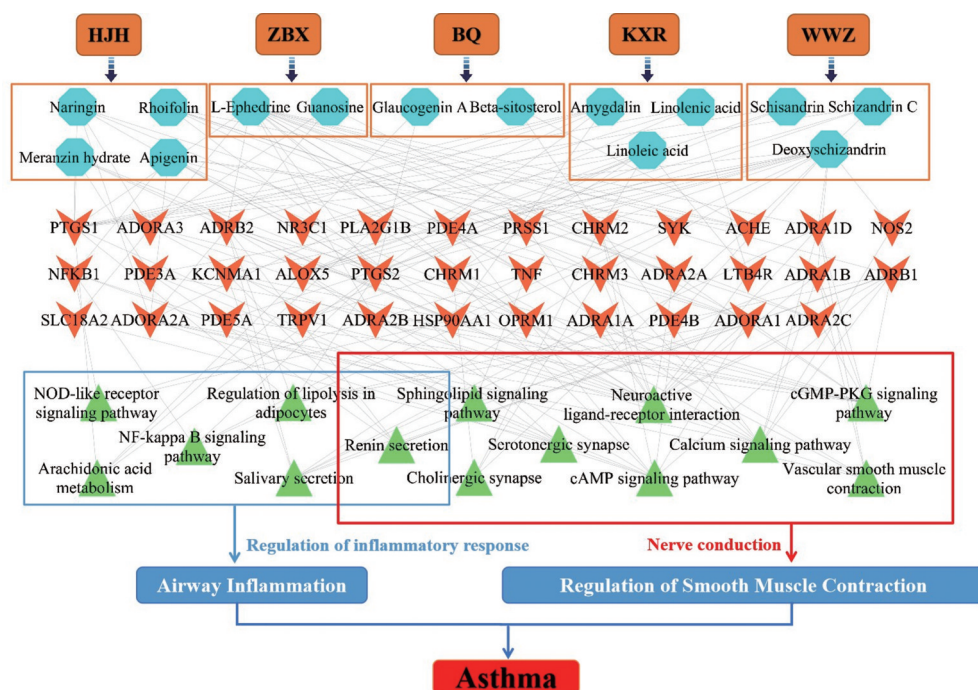 HJH ZBX BQ KXR WWZ
Naringin Rhoifolin L-Ephedrine Guanosine Glaucogenin A Beta-sitosterol Amygdalin Linolenic acid Schisandrin Schizandrin C
Meranzin hydrate Apigenin Linoleic acid Deoxyschizandrin
PTGS1 ADORA3 ADRB2 NR3C1 PLA2G1B PDE4A PRSS1 CHRM2 SYK ACHE ADRA1D NOS2
NFKB1 PDE3A KCNMA1 ALOX5 PTGS2 CHRM1 TNF CHRM3 ADRA2A LTB4R ADRA1B ADRB1
SLC18A2 ADORA2A PDE5A TRPV1 ADRA2B HSP90AA1 OPRM1 ADRA1A PDE4B ADORA1 ADRA2C
NOD-like receptor
signaling pathway
Regulation of lipolysis in
adipocytes
Sphingolipid signaling
pathway
Neuroactive
ligand-receptor interaction
cGMP-PKG signaling
pathway
NF-kappa B signaling
pathway
Renin secretion
Serotonergic synapse
Calcium signaling pathway
Arachidonic acid
metabolism
Salivary secretion
Cholinergic synapse
cAMP signaling pathway
Vascular smooth muscle
contraction
Regulation of inflammatory response
Nerve conduction
Airway Inflammation
Regulation of Smooth Muscle Contraction
Asthma